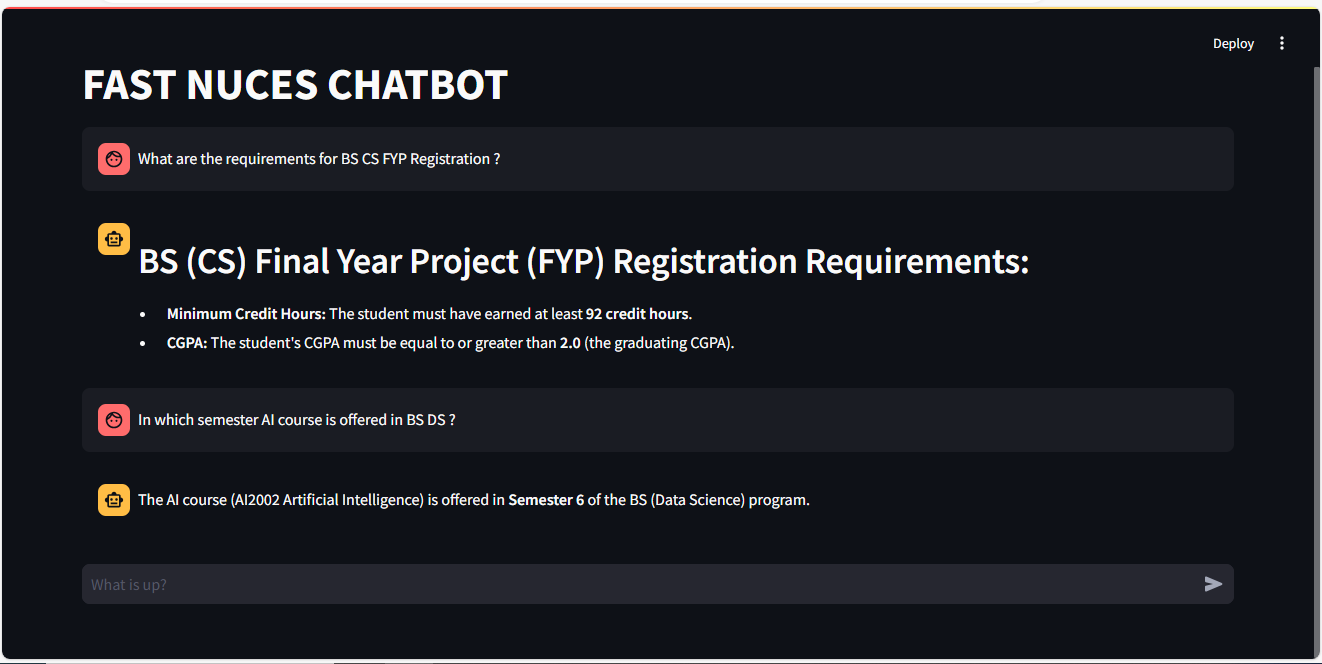 Deploy
FAST NUCES CHATBOT
What are the requirements for BS CS FYP Registration ?
BS (CS) Final Year Project (FYP) Registration Requirements:
• Minimum Credit Hours: The student must have earned at least 92 credit hours.
• CGPA: The student's CGPA must be equal to or greater than 2.0 (the graduating CGPA).
In which semester AI course is offered in BS DS ?
The AI course (AI2002 Artificial Intelligence) is offered in Semester 6 of the BS (Data Science) program.
What is up?